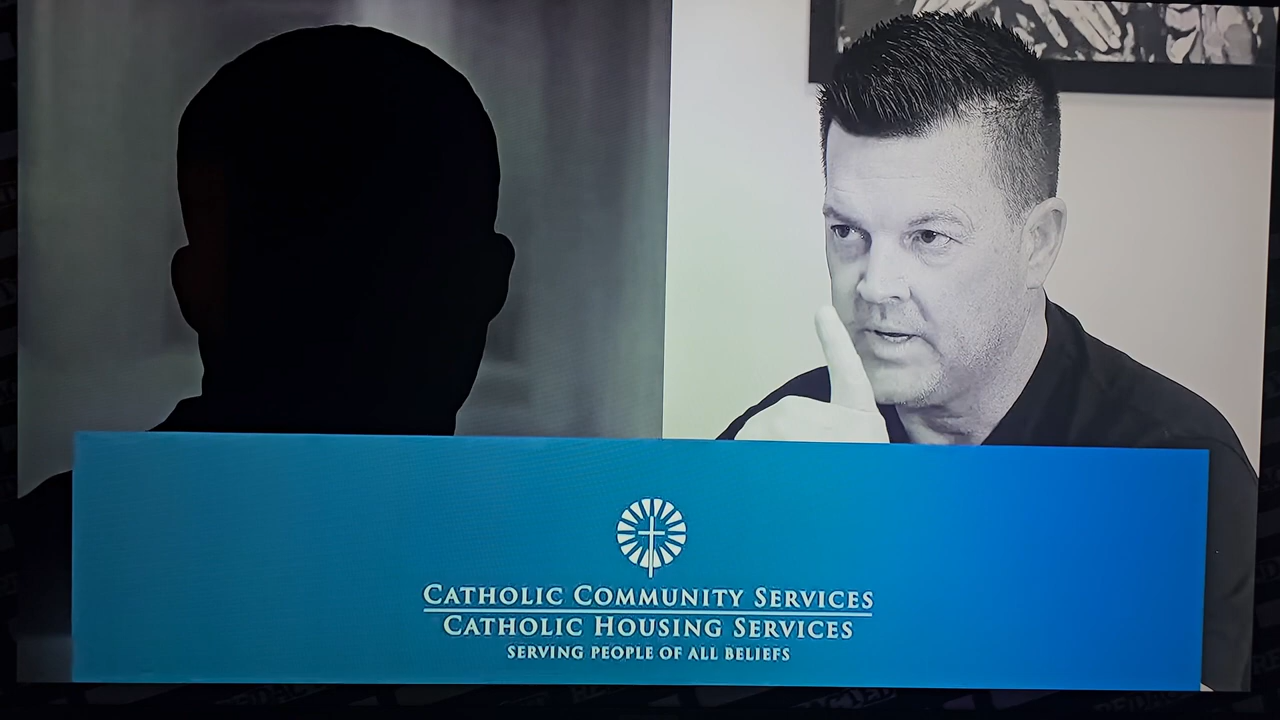 CATHOLIC COMMUNITY SERVICES
CATHOLIC HOUSING SERVICES
SERVING PEOPLE OF ALL BELIEFS